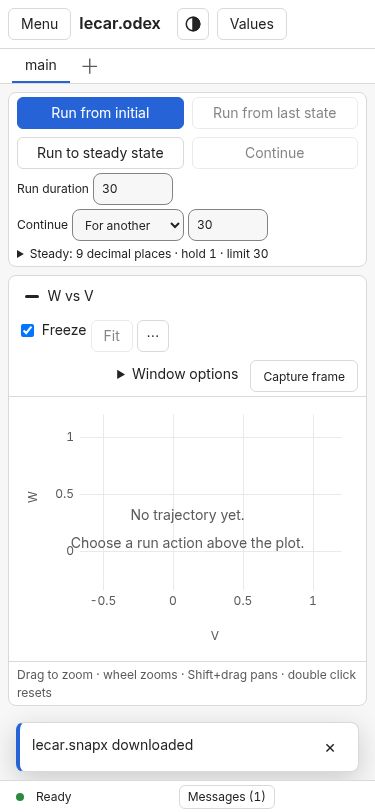 Menu lecar.odex Values
main
Run from initial Run from last state
Run to steady state Continue
Run duration 30
Continue For another 30
▶ Steady: 9 decimal places · hold 1 · limit 30
W vs V
Freeze Fit ...
▶ Window options Capture frame
1
W 0.5
No trajectory yet.
0 Choose a run action above the plot.
-0.5 0 0.5 1
V
Drag to zoom · wheel zooms · Shift+drag pans · double click
resets
lecar.snapx downloaded ×
Ready Messages (1)